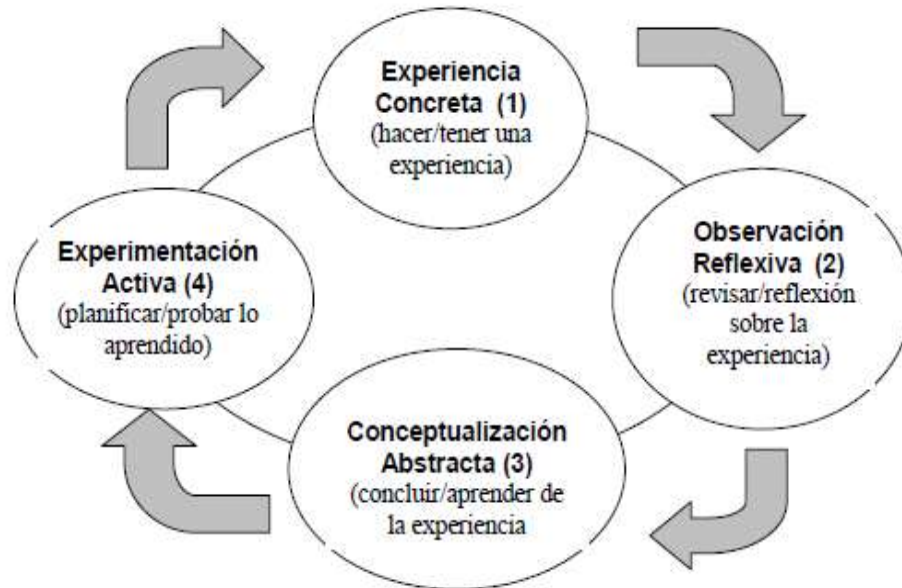 Experiencia
Concreta (1)
(hacer/tener una
experiencia)
Observación
Reflexiva (2)
(revisar/reflexión
sobre la
experiencia)
Conceptualización
Abstracta (3)
(concluir/aprender de
la experiencia
Experimentación
Activa (4)
(planificar/probar lo
aprendido)